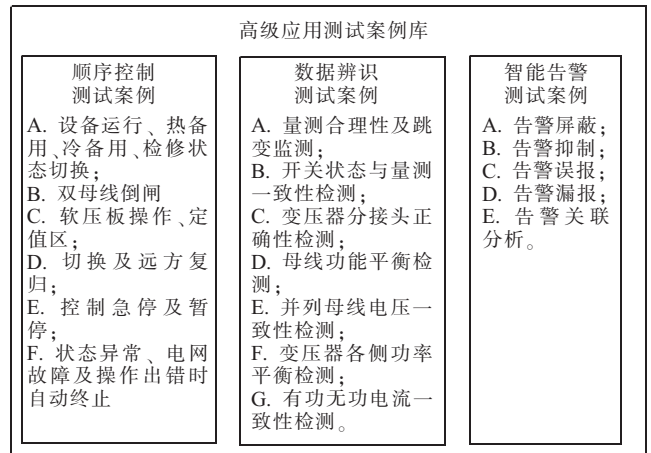 高级应用测试案例库
顺序控制
测试案例
A. 设备运行、热备
用、冷备用、检修状
态切换；
B. 双母线倒闸
C. 软压板操作、定
值区；
D. 切换及远方复
归；
E. 控制急停及暂
停；
F. 状态异常、电网
故障及操作出错时
自动终止
数据辨识
测试案例
A. 量测合理性及跳
变监测；
B. 开关状态与量测
一致性检测；
C. 变压器分接头正
确性检测；
D. 母线功能平衡检
测；
E. 并列母线电压一
致性检测；
F. 变压器各侧功率
平衡检测；
G. 有功无功电流一
致性检测。
智能告警
测试案例
A. 告警屏蔽；
B. 告警抑制；
C. 告警误报；
D. 告警漏报；
E. 告警关联
分析。